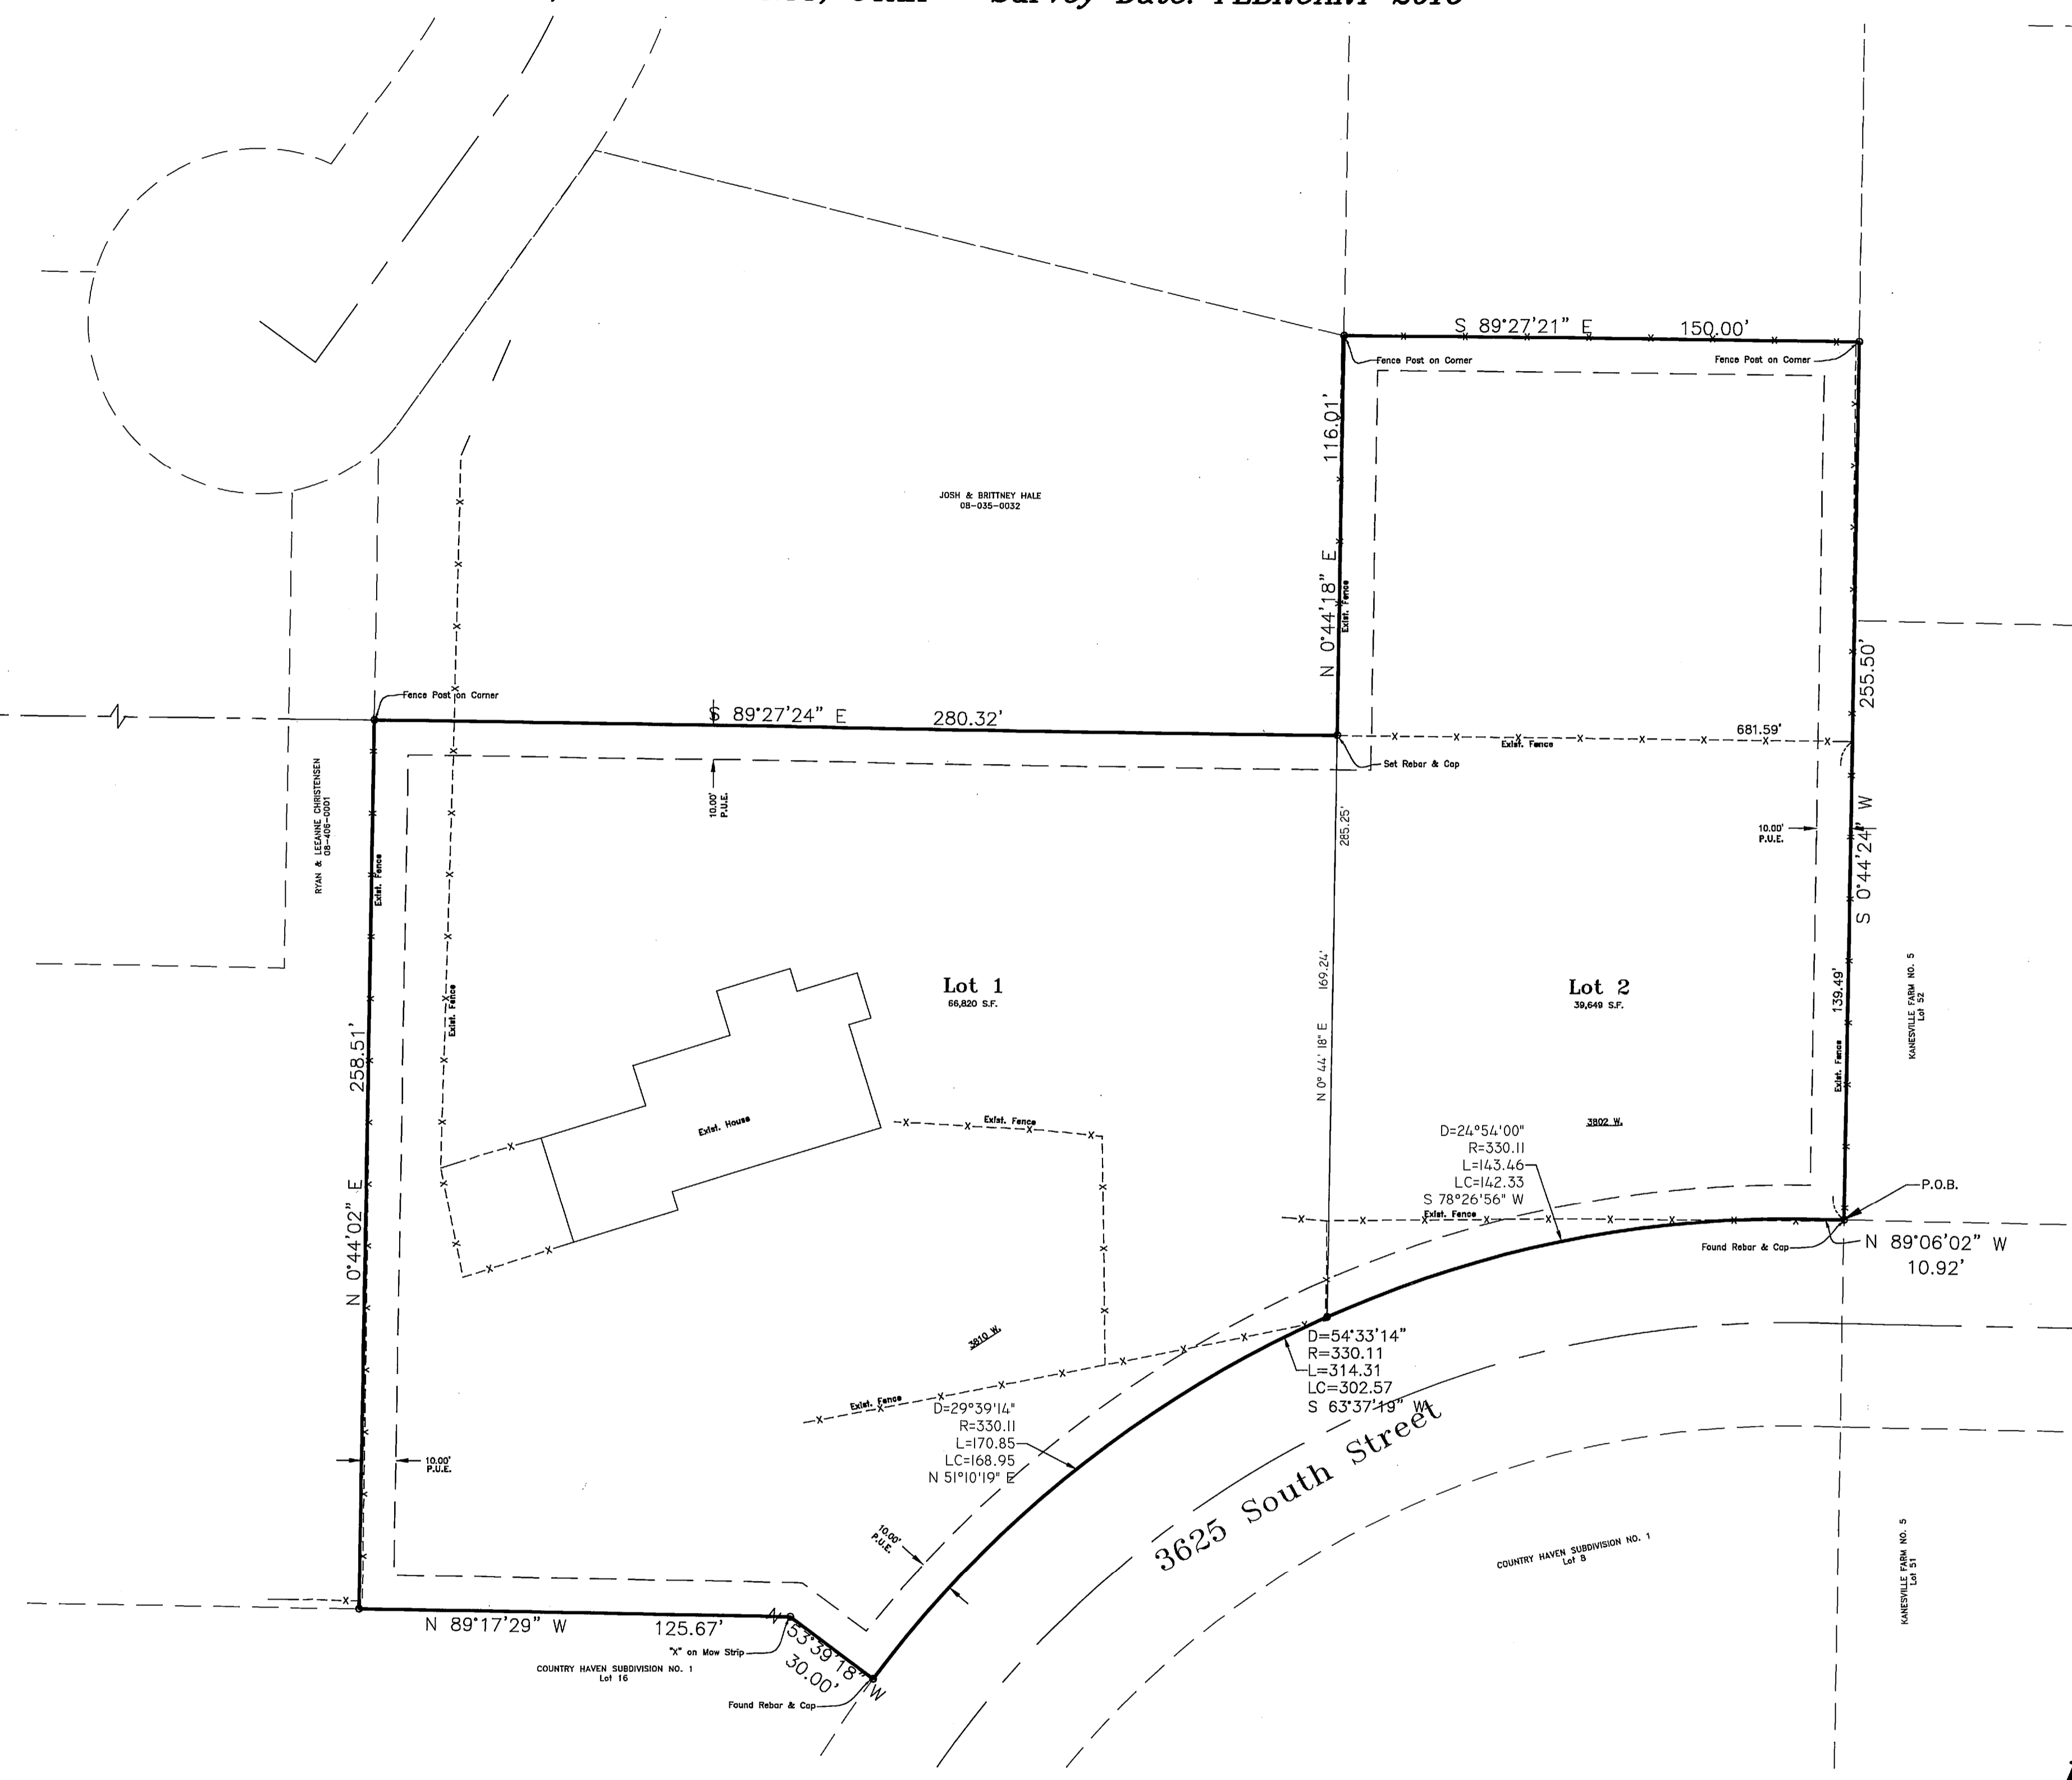 Survey Date: FEBRUARY 2016
S 89°27'21" E 150.00'
Fence Post on Corner
Fence Post on Corner
116.01'
N 0°44'18" E
Exist. Fence
JOSH & BRITTNEY HALE
08-035-0032
255.50'
S 0°44'24" W
Fence Post on Corner
S 89°27'24" E 280.32'
681.59'
Exist. Fence
Set Rebar & Cap
10.00'
P.U.E.
285.25'
10.00'
P.U.E.
RYAN & LEEANNE CHRISTENSEN
08-406-0001
Exist. Fence
Exist. Fence
Lot 1
66,820 S.F.
N 0° 44' 18" E 169.24'
Lot 2
39,649 S.F.
139.49'
Exist. Fence
KANESVILLE FARM NO. 5
Lot 52
258.51'
N 0°44'02" E
Exist. House
Exist. Fence
3802 W.
D=24°54'00"
R=330.11
L=143.46
LC=142.33
S 78°26'56" W
Exist. Fence
P.O.B.
Found Rebar & Cap
N 89°06'02" W
10.92'
3810 W.
D=54°33'14"
R=330.11
L=314.31
LC=302.57
S 63°37'19" W
Exist. Fence
D=29°39'14"
R=330.11
L=170.85
LC=168.95
N 51°10'19" E
10.00'
P.U.E.
3625 South Street
10.00'
P.U.E.
COUNTRY HAVEN SUBDIVISION NO. 1
Lot 8
KANESVILLE FARM NO. 5
Lot 51
N 89°17'29" W 125.67'
N 53°39'18" W
30.00'
"X" on Mow Strip
COUNTRY HAVEN SUBDIVISION NO. 1
Lot 16
Found Rebar & Cap